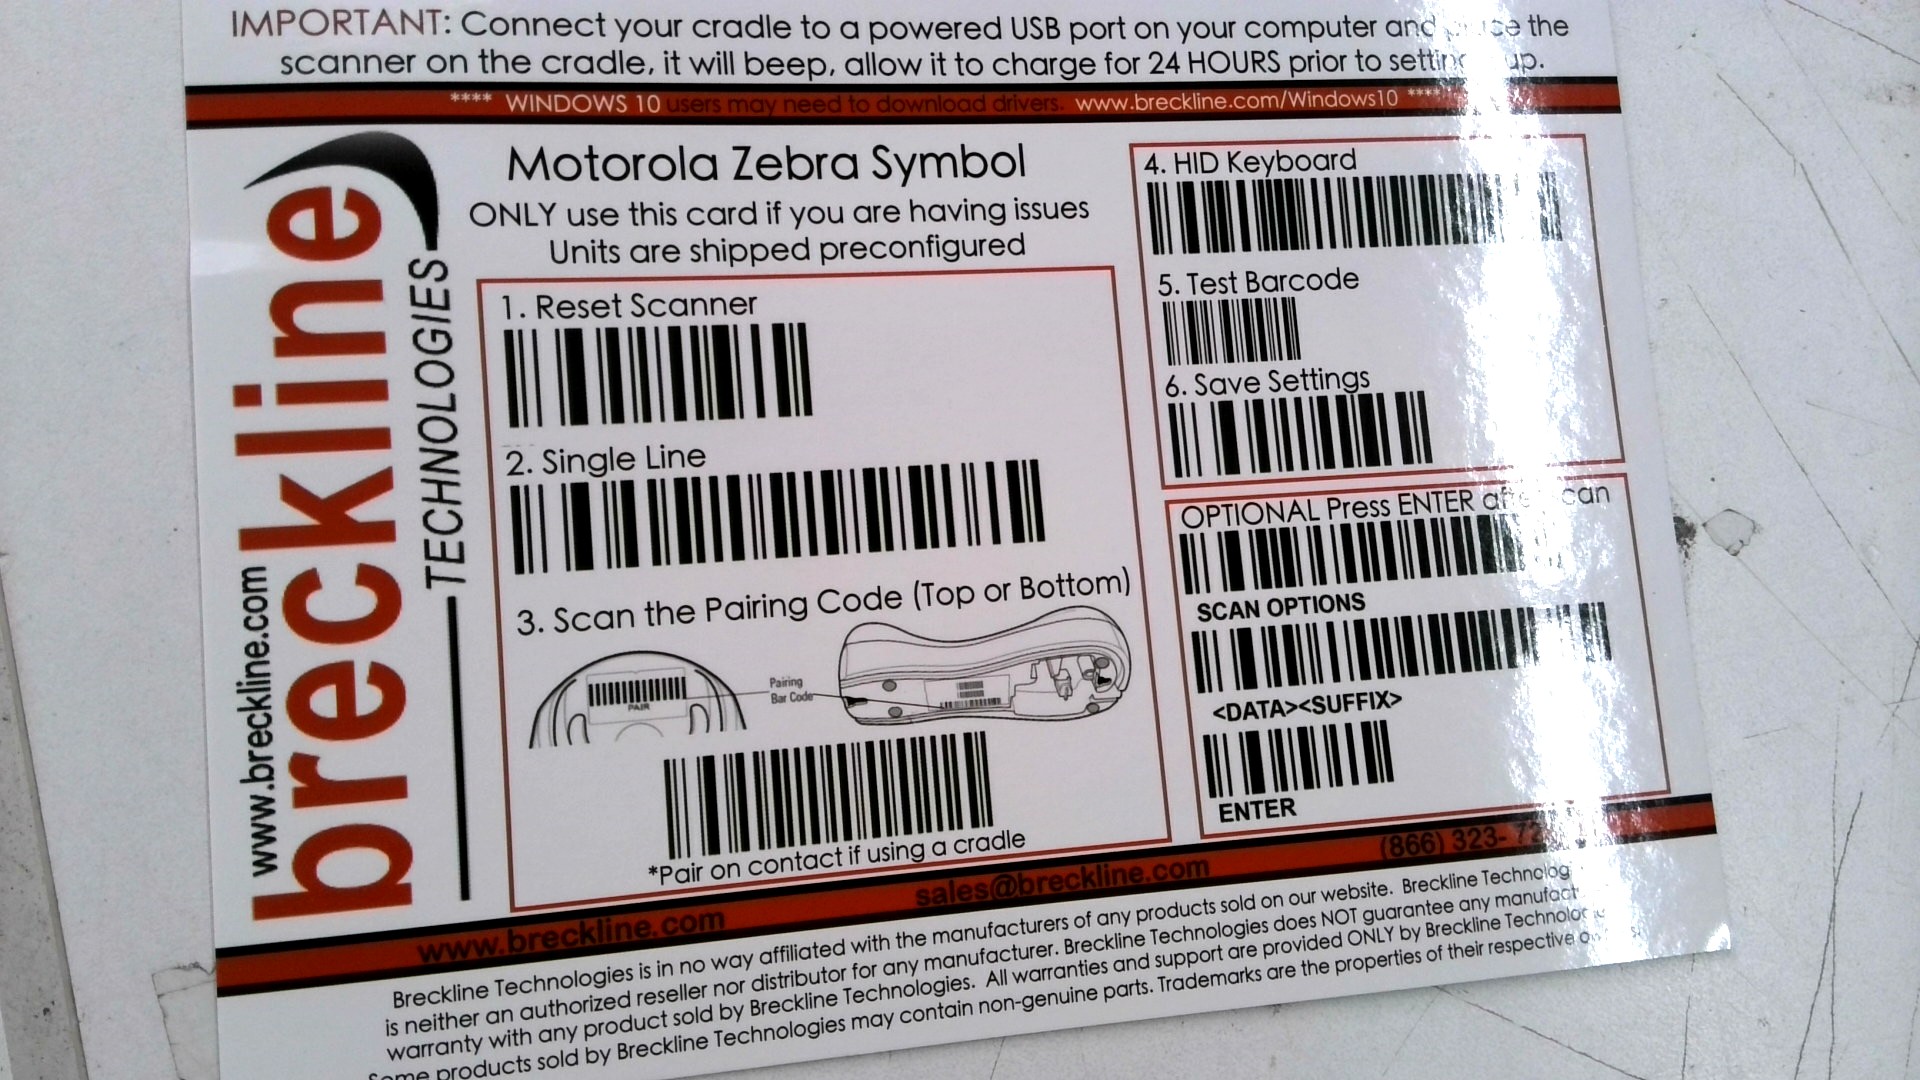 IMPORTANT: Connect your cradle to a powered USB port on your computer and the
scanner on the cradle, it will beep, allow it to charge for 24 HOURS prior to setting up.
**** WINDOWS 10 users may need to download drivers. www.breckline.com/Windows10 ****
www.breckline.com
breckline
TECHNOLOGIES
Motorola Zebra Symbol
ONLY use this card if you are having issues
Units are shipped preconfigured
1. Reset Scanner
2. Single Line
3. Scan the Pairing Code (Top or Bottom)
PAIR
Pairing
Bar Code
*Pair on contact if using a cradle
4. HID Keyboard
5. Test Barcode
6. Save Settings
OPTIONAL Press ENTER after scan
SCAN OPTIONS
<DATA><SUFFIX>
ENTER
www.breckline.com sales@breckline.com (866) 323-
Breckline Technologies is in no way affiliated with the manufacturers of any products sold on our website. Breckline
is neither an authorized reseller nor distributor for any manufacturer. Breckline Technologies does NOT guarantee any
warranty with any product sold by Breckline Technologies. All warranties and support are provided ONLY by Breckline
Some products sold by Breckline Technologies may contain non-genuine parts. Trademarks are the properties of their respective